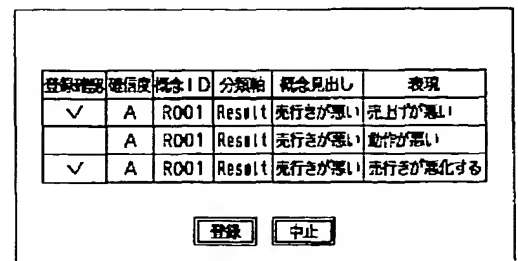 登録確認 確信度 概念ID 分類軸 概念見出し 表現
✓ A R001 Result 売行きが悪い 売上げが悪い
A R001 Result 売行きが悪い 動作が悪い
✓ A R001 Result 売行きが悪い 売行きが悪化する
登録 中止